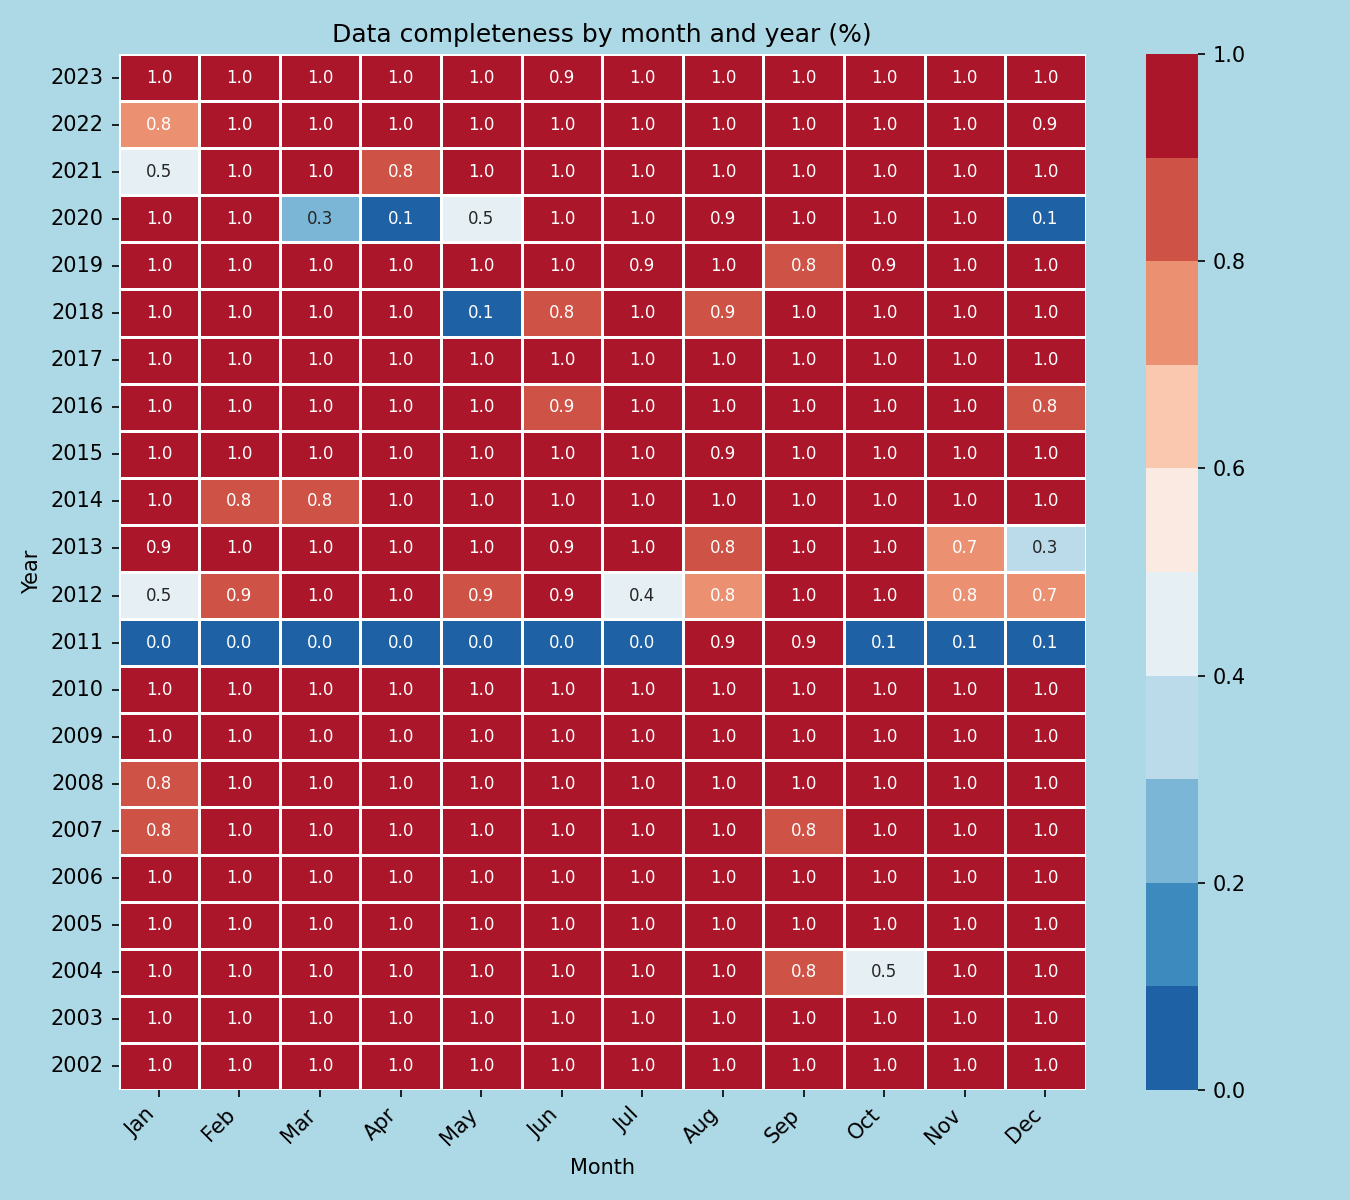 Data completeness by month and year (%)
2023 1.0 1.0 1.0 1.0 1.0 0.9 1.0 1.0 1.0 1.0 1.0 1.0
2022 0.8 1.0 1.0 1.0 1.0 1.0 1.0 1.0 1.0 1.0 1.0 0.9
2021 0.5 1.0 1.0 0.8 1.0 1.0 1.0 1.0 1.0 1.0 1.0 1.0
2020 1.0 1.0 0.3 0.1 0.5 1.0 1.0 0.9 1.0 1.0 1.0 0.1
2019 1.0 1.0 1.0 1.0 1.0 1.0 0.9 1.0 0.8 0.9 1.0 1.0
2018 1.0 1.0 1.0 1.0 0.1 0.8 1.0 0.9 1.0 1.0 1.0 1.0
2017 1.0 1.0 1.0 1.0 1.0 1.0 1.0 1.0 1.0 1.0 1.0 1.0
2016 1.0 1.0 1.0 1.0 1.0 0.9 1.0 1.0 1.0 1.0 1.0 0.8
2015 1.0 1.0 1.0 1.0 1.0 1.0 1.0 0.9 1.0 1.0 1.0 1.0
2014 1.0 0.8 0.8 1.0 1.0 1.0 1.0 1.0 1.0 1.0 1.0 1.0
2013 0.9 1.0 1.0 1.0 1.0 0.9 1.0 0.8 1.0 1.0 0.7 0.3
2012 0.5 0.9 1.0 1.0 0.9 0.9 0.4 0.8 1.0 1.0 0.8 0.7
2011 0.0 0.0 0.0 0.0 0.0 0.0 0.0 0.9 0.9 0.1 0.1 0.1
2010 1.0 1.0 1.0 1.0 1.0 1.0 1.0 1.0 1.0 1.0 1.0 1.0
2009 1.0 1.0 1.0 1.0 1.0 1.0 1.0 1.0 1.0 1.0 1.0 1.0
2008 0.8 1.0 1.0 1.0 1.0 1.0 1.0 1.0 1.0 1.0 1.0 1.0
2007 0.8 1.0 1.0 1.0 1.0 1.0 1.0 1.0 0.8 1.0 1.0 1.0
2006 1.0 1.0 1.0 1.0 1.0 1.0 1.0 1.0 1.0 1.0 1.0 1.0
2005 1.0 1.0 1.0 1.0 1.0 1.0 1.0 1.0 1.0 1.0 1.0 1.0
2004 1.0 1.0 1.0 1.0 1.0 1.0 1.0 1.0 0.8 0.5 1.0 1.0
2003 1.0 1.0 1.0 1.0 1.0 1.0 1.0 1.0 1.0 1.0 1.0 1.0
2002 1.0 1.0 1.0 1.0 1.0 1.0 1.0 1.0 1.0 1.0 1.0 1.0
Jan Feb Mar Apr May Jun Jul Aug Sep Oct Nov Dec
Month
Year
1.0
0.8
0.6
0.4
0.2
0.0